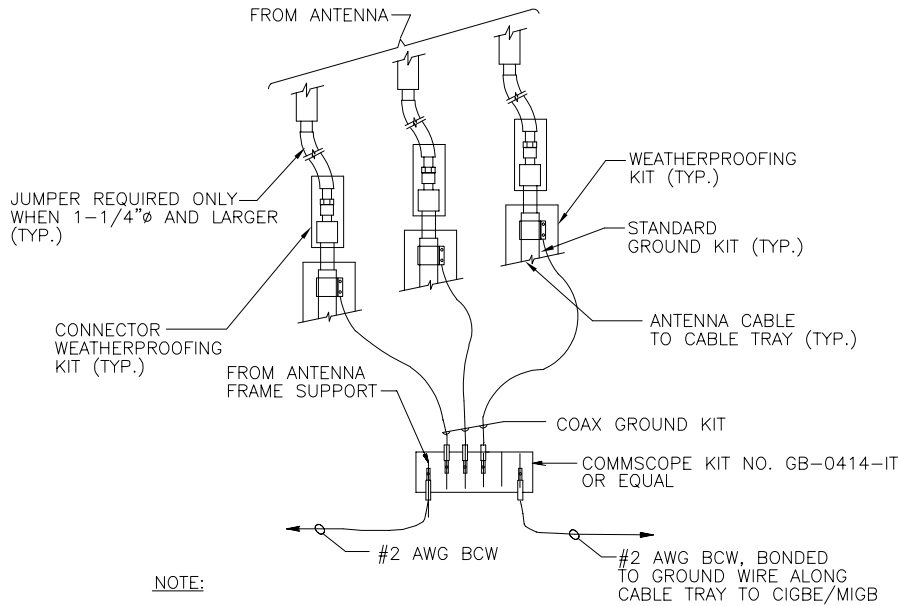 FROM ANTENNA
JUMPER REQUIRED ONLY
WHEN 1-1/4"ø AND LARGER
(TYP.)
WEATHERPROOFING
KIT (TYP.)
STANDARD
GROUND KIT (TYP.)
CONNECTOR
WEATHERPROOFING
KIT (TYP.)
ANTENNA CABLE
TO CABLE TRAY (TYP.)
FROM ANTENNA
FRAME SUPPORT
COAX GROUND KIT
COMMSCOPE KIT NO. GB-0414-IT
OR EQUAL
#2 AWG BCW
#2 AWG BCW, BONDED
TO GROUND WIRE ALONG
CABLE TRAY TO CIGBE/MIGB
NOTE: